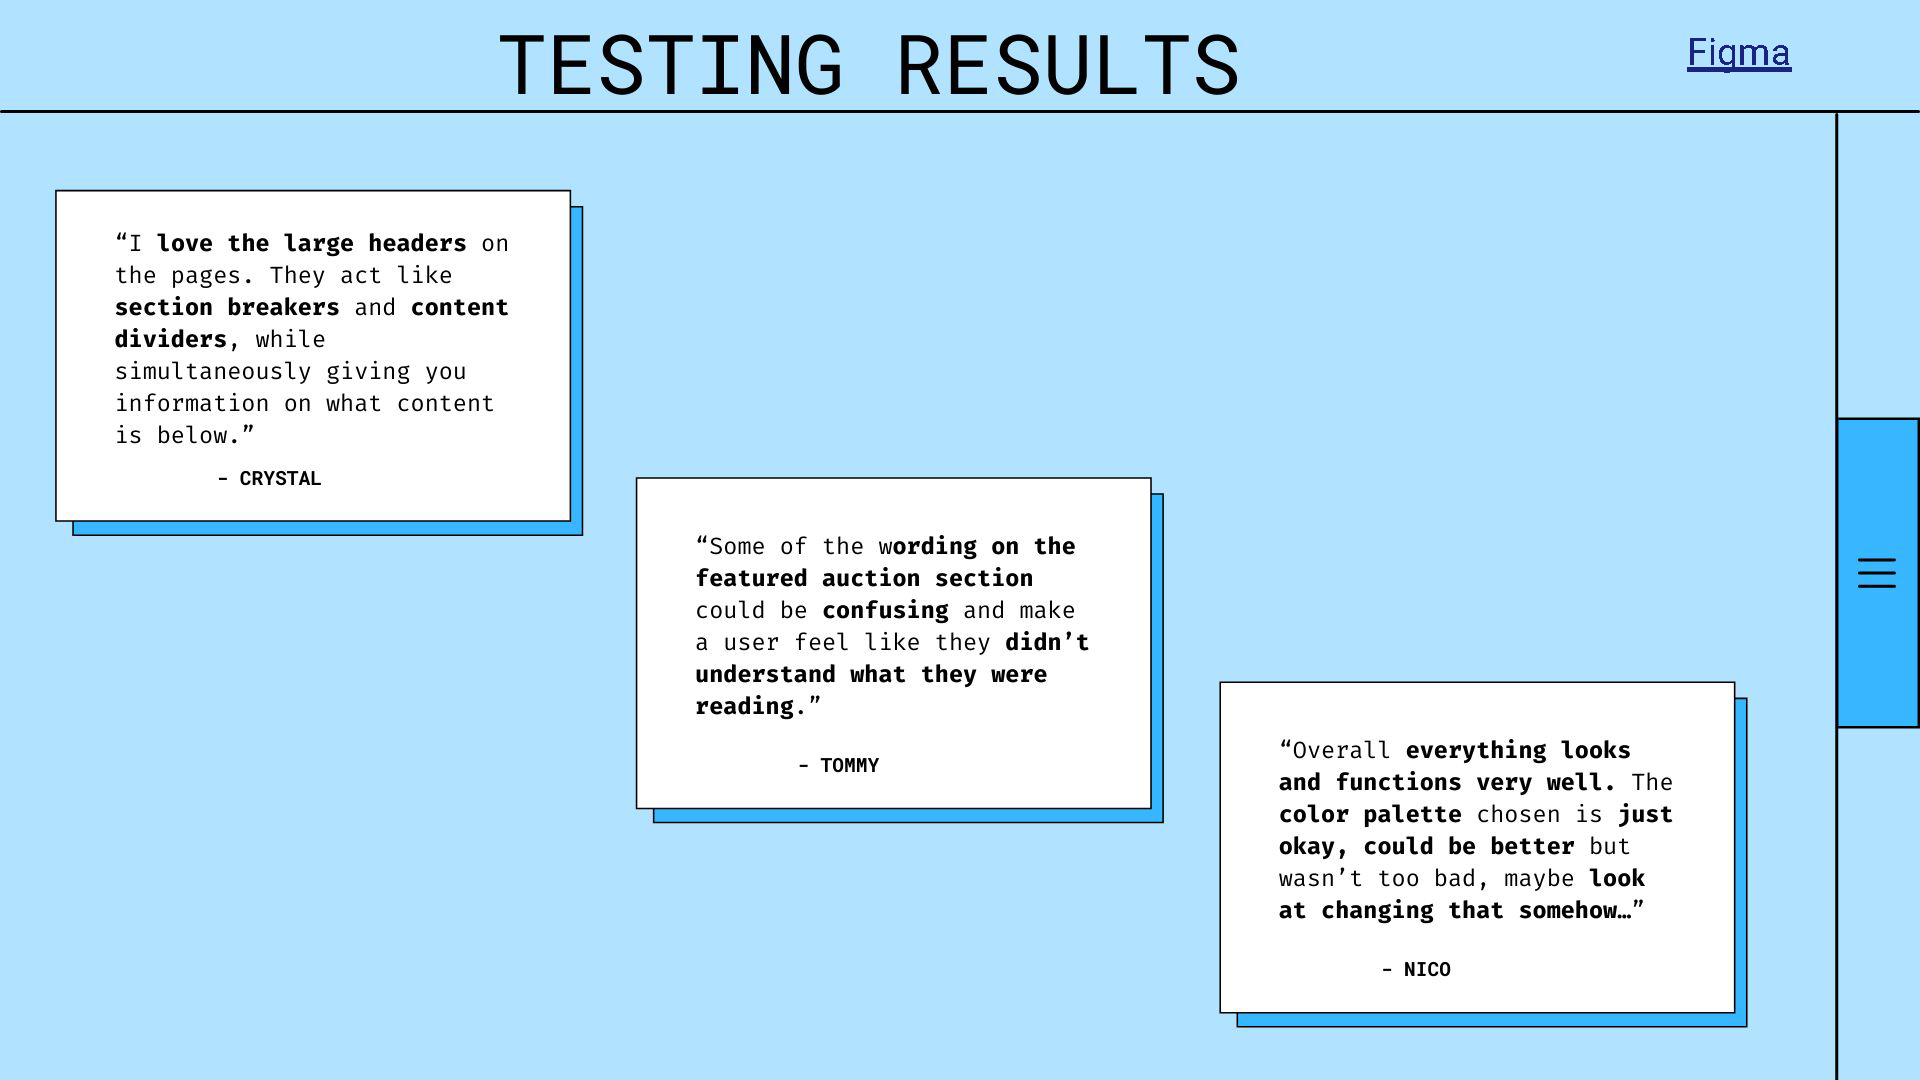 TESTING RESULTS
Figma
“I love the large headers on
the pages. They act like
section breakers and content
dividers, while
simultaneously giving you
information on what content
is below.”
- CRYSTAL
“Some of the wording on the
featured auction section
could be confusing and make
a user feel like they didn’t
understand what they were
reading.”
- TOMMY
“Overall everything looks
and functions very well. The
color palette chosen is just
okay, could be better but
wasn’t too bad, maybe look
at changing that somehow…”
- NICO